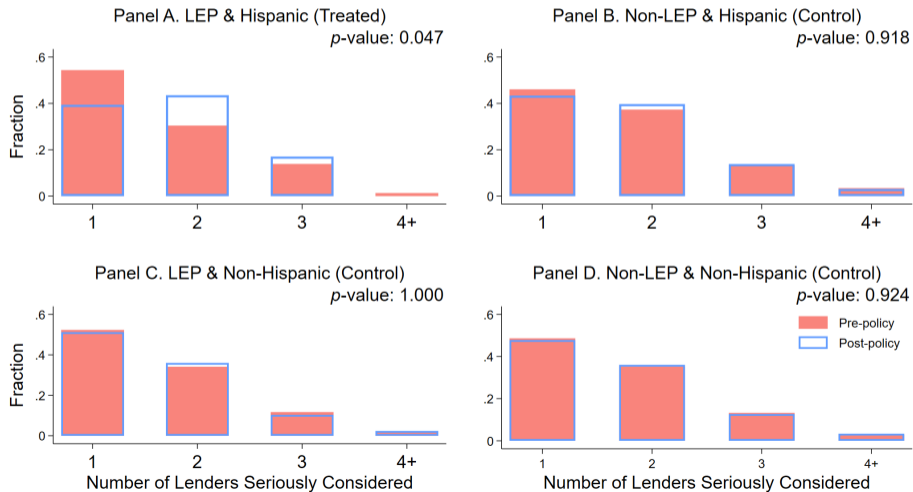 Panel A. LEP & Hispanic (Treated)
p-value: 0.047
.6
.4
.2
0
Fraction
1 2 3 4+
Panel B. Non-LEP & Hispanic (Control)
p-value: 0.918
.6
.4
.2
0
1 2 3 4+
Panel C. LEP & Non-Hispanic (Control)
p-value: 1.000
.6
.4
.2
0
Fraction
1 2 3 4+
Number of Lenders Seriously Considered
Panel D. Non-LEP & Non-Hispanic (Control)
p-value: 0.924
Pre-policy
Post-policy
.6
.4
.2
0
1 2 3 4+
Number of Lenders Seriously Considered